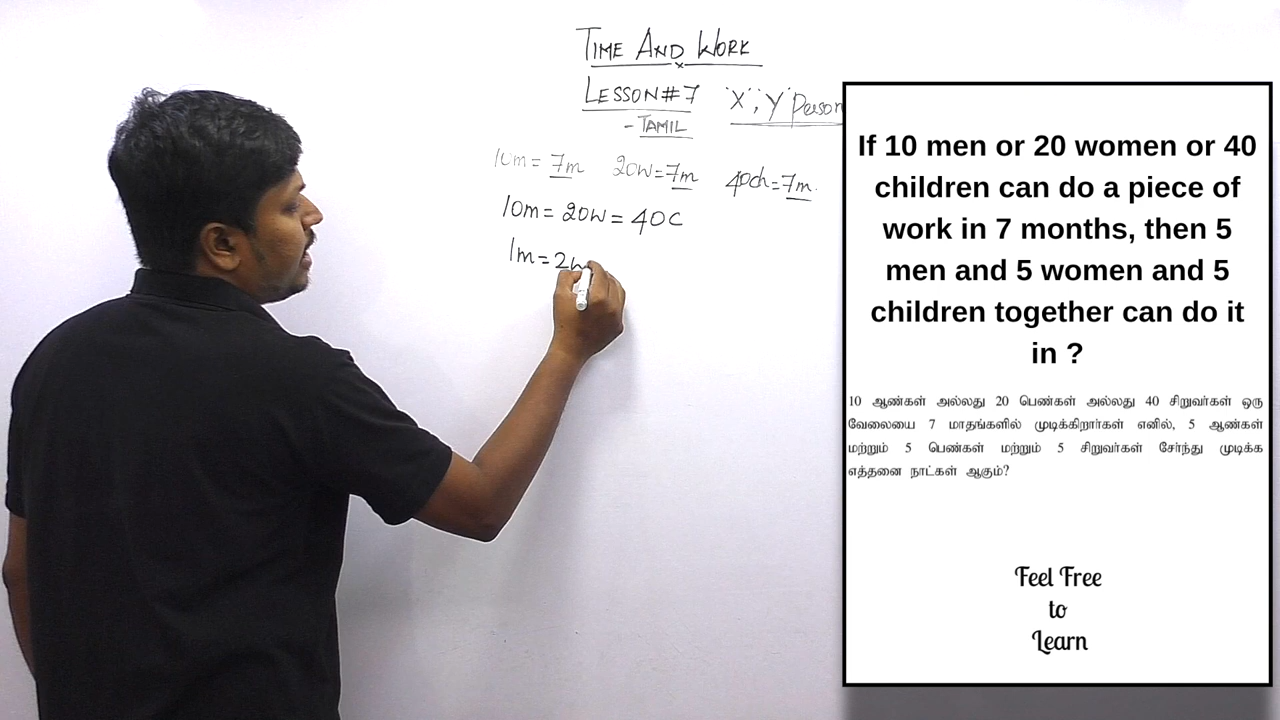 TIME AND WORK
LESSON#7 "X", "Y" Person
- TAMIL
10m = 7m 20W=7m 40ch=7m.
10m = 20W = 40C
1m = 2W
If 10 men or 20 women or 40
children can do a piece of
work in 7 months, then 5
men and 5 women and 5
children together can do it
in ?
10 ஆண்கள் அல்லது 20 பெண்கள் அல்லது 40 சிறுவர்கள் ஒரு
வேலையை 7 மாதங்களில் முடிக்கிறார்கள் எனில், 5 ஆண்கள்
மற்றும் 5 பெண்கள் மற்றும் 5 சிறுவர்கள் சேர்ந்து முடிக்க
எத்தனை நாட்கள் ஆகும்?
Feel Free
to
Learn